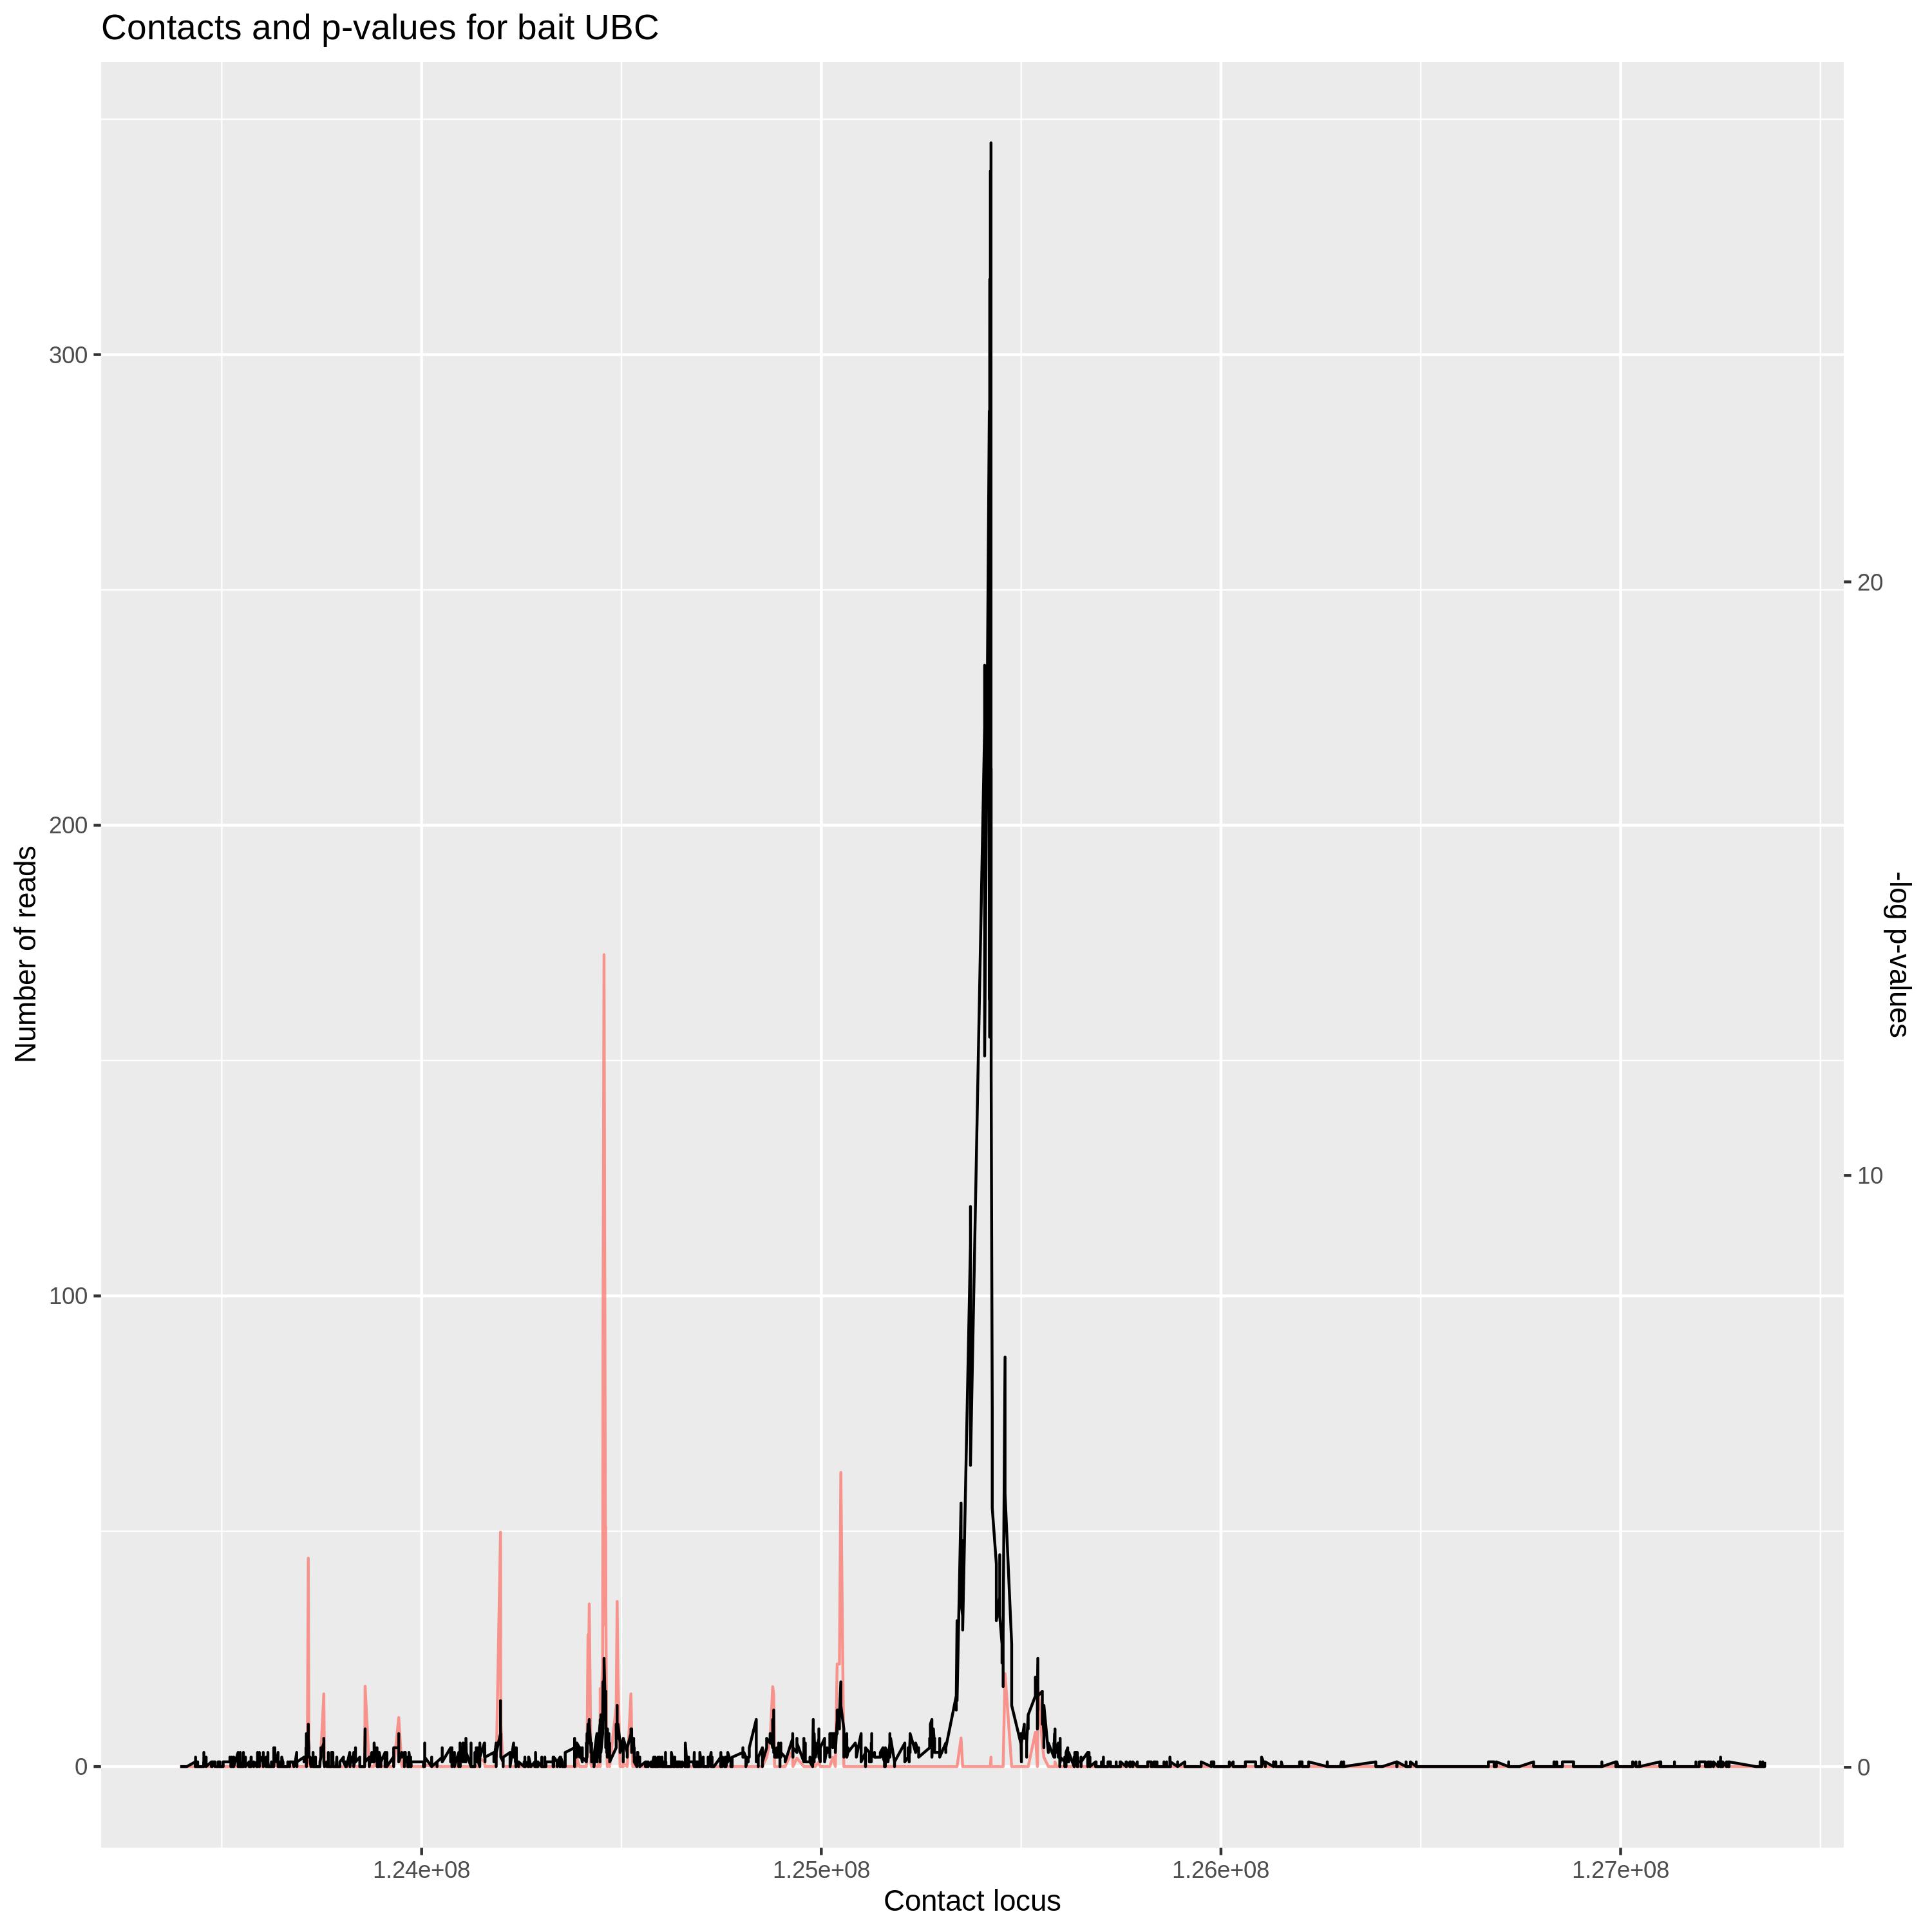 Contacts and p-values for bait UBC
Number of reads
300
200
100
0
20
10
0
-log p-values
1.24e+08
1.25e+08
1.26e+08
1.27e+08
Contact locus